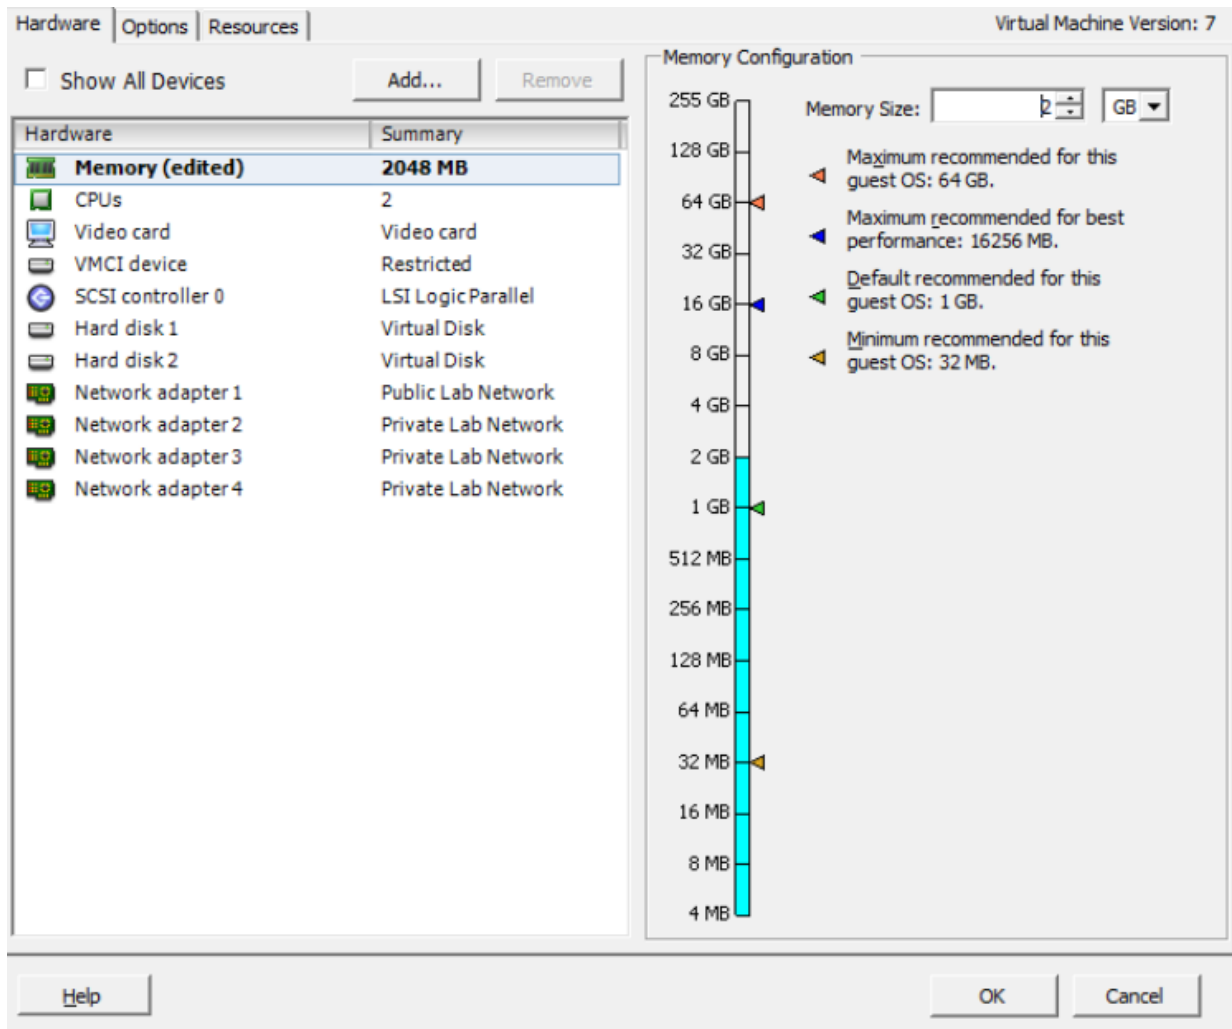 Hardware Options Resources Virtual Machine Version: 7
Show All Devices Add... Remove
Hardware Summary
Memory (edited) 2048 MB
CPUs 2
Video card Video card
VMCI device Restricted
SCSI controller 0 LSI Logic Parallel
Hard disk 1 Virtual Disk
Hard disk 2 Virtual Disk
Network adapter 1 Public Lab Network
Network adapter 2 Private Lab Network
Network adapter 3 Private Lab Network
Network adapter 4 Private Lab Network
Memory Configuration
255 GB
128 GB
64 GB
32 GB
16 GB
8 GB
4 GB
2 GB
1 GB
512 MB
256 MB
128 MB
64 MB
32 MB
16 MB
8 MB
4 MB
Memory Size: 2 GB
Maximum recommended for this
guest OS: 64 GB.
Maximum recommended for best
performance: 16256 MB.
Default recommended for this
guest OS: 1 GB.
Minimum recommended for this
guest OS: 32 MB.
Help OK Cancel